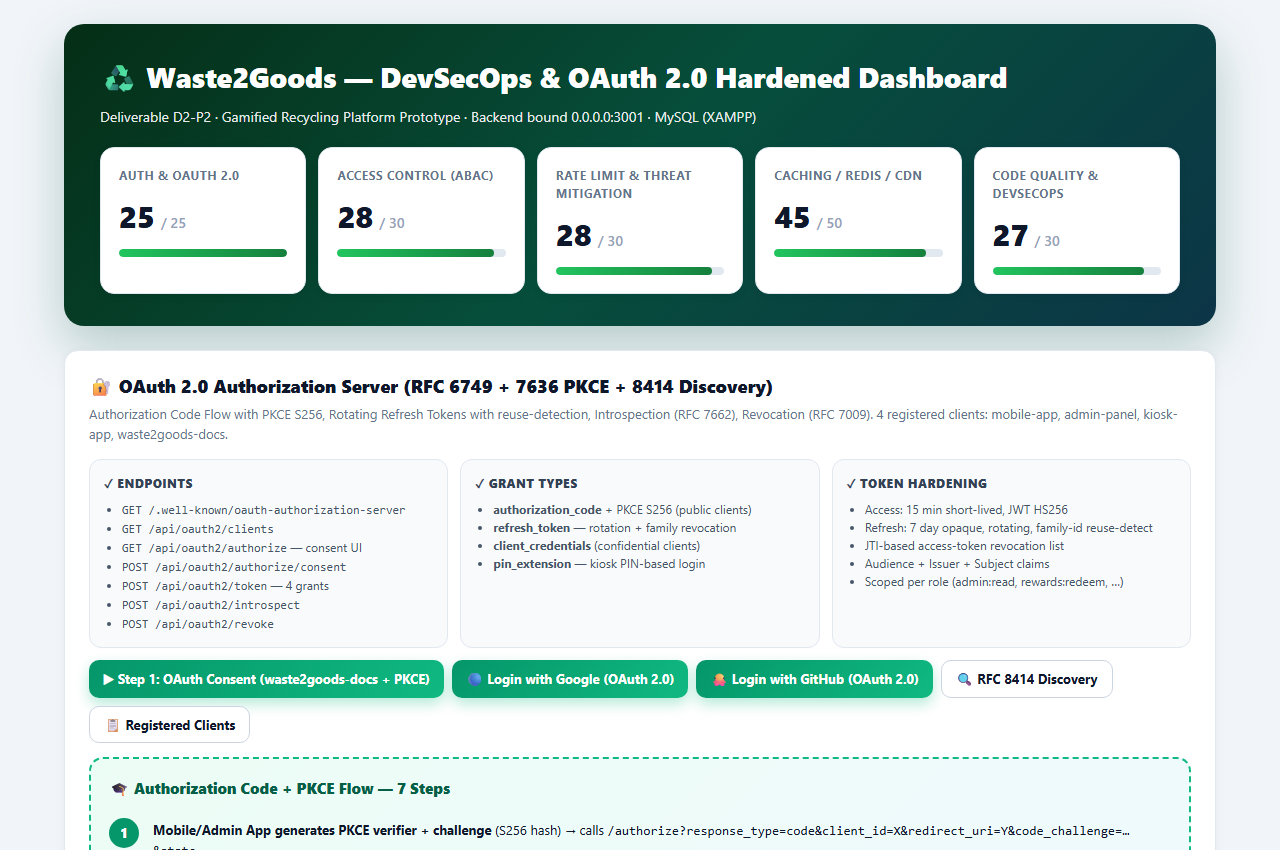 Waste2Goods — DevSecOps & OAuth 2.0 Hardened Dashboard
Deliverable D2-P2 · Gamified Recycling Platform Prototype · Backend bound 0.0.0.0:3001 · MySQL (XAMPP)
AUTH & OAUTH 2.0
25 / 25
ACCESS CONTROL (ABAC)
28 / 30
RATE LIMIT & THREAT
MITIGATION
28 / 30
CACHING / REDIS / CDN
45 / 50
CODE QUALITY &
DEVSECOPS
27 / 30
OAuth 2.0 Authorization Server (RFC 6749 + 7636 PKCE + 8414 Discovery)
Authorization Code Flow with PKCE S256, Rotating Refresh Tokens with reuse-detection, Introspection (RFC 7662), Revocation (RFC 7009). 4 registered clients: mobile-app, admin-panel, kiosk-
app, waste2goods-docs.
✓ ENDPOINTS
• GET /.well-known/oauth-authorization-server
• GET /api/oauth2/clients
• GET /api/oauth2/authorize — consent UI
• POST /api/oauth2/authorize/consent
• POST /api/oauth2/token — 4 grants
• POST /api/oauth2/introspect
• POST /api/oauth2/revoke
✓ GRANT TYPES
• authorization_code + PKCE S256 (public clients)
• refresh_token — rotation + family revocation
• client_credentials (confidential clients)
• pin_extension — kiosk PIN-based login
✓ TOKEN HARDENING
• Access: 15 min short-lived, JWT HS256
• Refresh: 7 day opaque, rotating, family-id reuse-detect
• JTI-based access-token revocation list
• Audience + Issuer + Subject claims
• Scoped per role (admin:read, rewards:redeem, ...)
▶ Step 1: OAuth Consent (waste2goods-docs + PKCE)
Login with Google (OAuth 2.0)
Login with GitHub (OAuth 2.0)
RFC 8414 Discovery
Registered Clients
Authorization Code + PKCE Flow — 7 Steps
1
Mobile/Admin App generates PKCE verifier + challenge (S256 hash) → calls /authorize?response_type=code&client_id=X&redirect_uri=Y&code_challenge=…
&state